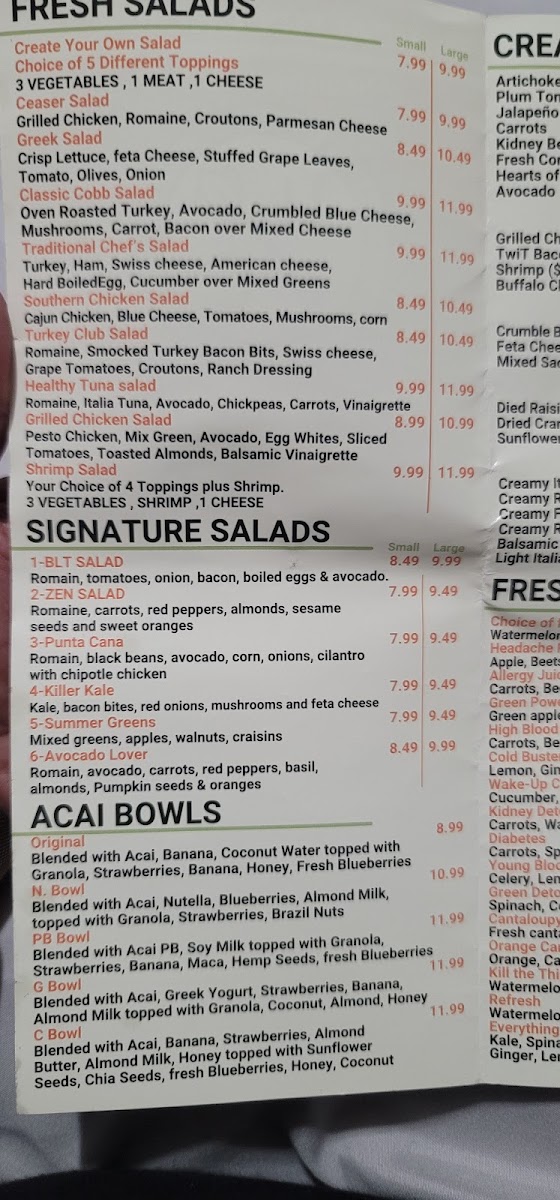 FRESH SALADS
Small Large
Create Your Own Salad
Choice of 5 Different Toppings 7.99 9.99
3 VEGETABLES , 1 MEAT ,1 CHEESE
Ceaser Salad
Grilled Chicken, Romaine, Croutons, Parmesan Cheese 7.99 9.99
Greek Salad
Crisp Lettuce, feta Cheese, Stuffed Grape Leaves, 8.49 10.49
Tomato, Olives, Onion
Classic Cobb Salad
Oven Roasted Turkey, Avocado, Crumbled Blue Cheese, 9.99 11.99
Mushrooms, Carrot, Bacon over Mixed Cheese
Traditional Chef's Salad
Turkey, Ham, Swiss cheese, American cheese, 9.99 11.99
Hard BoiledEgg, Cucumber over Mixed Greens
Southern Chicken Salad
Cajun Chicken, Blue Cheese, Tomatoes, Mushrooms, corn 8.49 10.49
Turkey Club Salad 8.49 10.49
Romaine, Smocked Turkey Bacon Bits, Swiss cheese,
Grape Tomatoes, Croutons, Ranch Dressing
Healthy Tuna salad 9.99 11.99
Romaine, Italia Tuna, Avocado, Chickpeas, Carrots, Vinaigrette
Grilled Chicken Salad 8.99 10.99
Pesto Chicken, Mix Green, Avocado, Egg Whites, Sliced
Tomatoes, Toasted Almonds, Balsamic Vinaigrette
Shrimp Salad 9.99 11.99
Your Choice of 4 Toppings plus Shrimp.
3 VEGETABLES , SHRIMP ,1 CHEESE
SIGNATURE SALADS
Small Large
1-BLT SALAD 8.49 9.99
Romain, tomatoes, onion, bacon, boiled eggs & avocado.
2-ZEN SALAD 7.99 9.49
Romaine, carrots, red peppers, almonds, sesame
seeds and sweet oranges
3-Punta Cana 7.99 9.49
Romain, black beans, avocado, corn, onions, cilantro
with chipotle chicken
4-Killer Kale 7.99 9.49
Kale, bacon bites, red onions, mushrooms and feta cheese
5-Summer Greens 7.99 9.49
Mixed greens, apples, walnuts, craisins
6-Avocado Lover 8.49 9.99
Romain, avocado, carrots, red peppers, basil,
almonds, Pumpkin seeds & oranges
ACAI BOWLS
Original 8.99
Blended with Acai, Banana, Coconut Water topped with
Granola, Strawberries, Banana, Honey, Fresh Blueberries
N. Bowl 10.99
Blended with Acai, Nutella, Blueberries, Almond Milk,
topped with Granola, Strawberries, Brazil Nuts
PB Bowl 11.99
Blended with Acai PB, Soy Milk topped with Granola,
Strawberries, Banana, Maca, Hemp Seeds, fresh Blueberries
G Bowl 11.99
Blended with Acai, Greek Yogurt, Strawberries, Banana,
Almond Milk topped with Granola, Coconut, Almond, Honey
C Bowl 11.99
Blended with Acai, Banana, Strawberries, Almond
Butter, Almond Milk, Honey topped with Sunflower
Seeds, Chia Seeds, fresh Blueberries, Honey, Coconut
CREA
Artichoke
Plum Tom
Jalapeño
Carrots
Kidney Be
Fresh Cor
Hearts of
Avocado
Grilled Ch
TwiT Baco
Shrimp ($
Buffalo Ch
Crumble B
Feta Chee
Mixed Sa
Died Raisi
Dried Cran
Sunflower
Creamy It
Creamy R
Creamy F
Creamy R
Balsamic
Light Itali
FRES
Choice of
Watermelon
Headache
Apple, Beets
Allergy Juic
Carrots, Be
Green Powe
Green apple
High Blood
Carrots, Be
Cold Buste
Lemon, Gin
Wake-Up C
Cucumber,
Kidney Det
Carrots, Wa
Diabetes
Carrots, Sp
Young Bloo
Celery, Len
Green Deto
Spinach, C
Cantaloupy
Fresh canta
Orange Car
Orange, Ca
Kill the Thi
Watermelo
Refresh
Watermelo
Everything
Kale, Spina
Ginger, Le